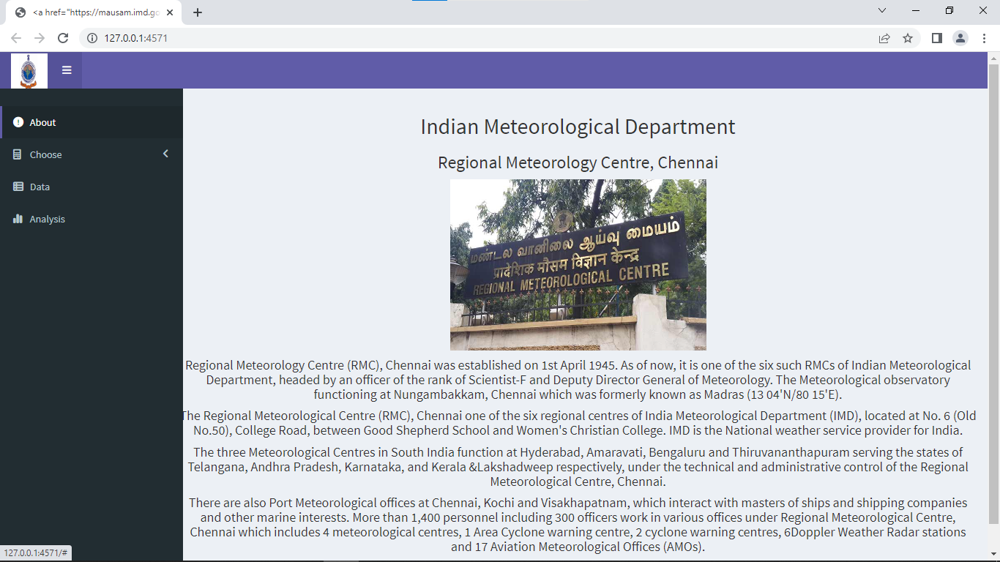 <a href="https://mausam.imd.go
127.0.0.1:4571
About
Choose
Data
Analysis
Indian Meteorological Department
Regional Meteorology Centre, Chennai
மண்டல வானிலை ஆய்வு மையம்
प्रादेशिक मौसम विज्ञान केन्द्र
REGIONAL METEOROLOGICAL CENTRE
Regional Meteorology Centre (RMC), Chennai was established on 1st April 1945. As of now, it is one of the six such RMCs of Indian Meteorological
Department, headed by an officer of the rank of Scientist-F and Deputy Director General of Meteorology. The Meteorological observatory
functioning at Nungambakkam, Chennai which was formerly known as Madras (13 04'N/80 15'E).
The Regional Meteorological Centre (RMC), Chennai one of the six regional centres of India Meteorological Department (IMD), located at No. 6 (Old
No.50), College Road, between Good Shepherd School and Women's Christian College. IMD is the National weather service provider for India.
The three Meteorological Centres in South India function at Hyderabad, Amaravati, Bengaluru and Thiruvananthapuram serving the states of
Telangana, Andhra Pradesh, Karnataka, and Kerala &Lakshadweep respectively, under the technical and administrative control of the Regional
Meteorological Centre, Chennai.
There are also Port Meteorological offices at Chennai, Kochi and Visakhapatnam, which interact with masters of ships and shipping companies
and other marine interests. More than 1,400 personnel including 300 officers work in various offices under Regional Meteorological Centre,
Chennai which includes 4 meteorological centres, 1 Area Cyclone warning centre, 2 cyclone warning centres, 6Doppler Weather Radar stations
and 17 Aviation Meteorological Offices (AMOs).
127.0.0.1:4571/#